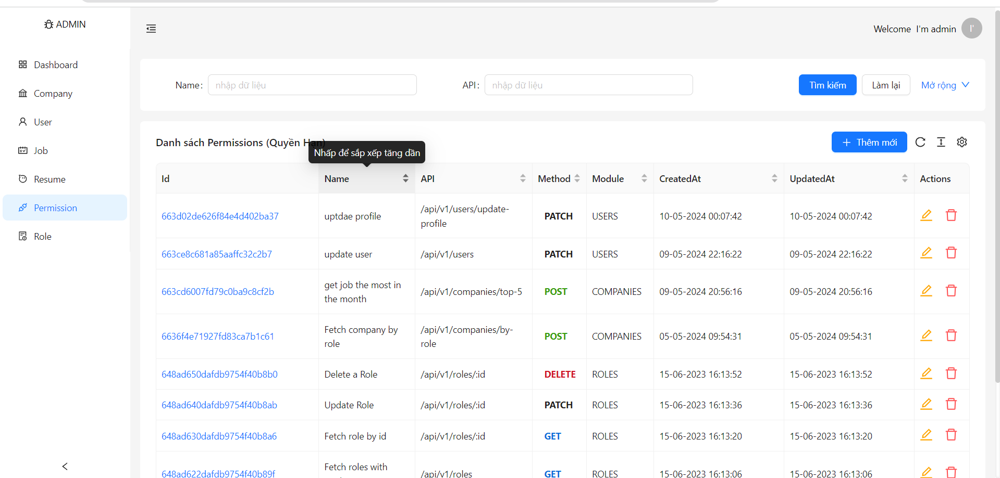 ADMIN
Welcome I'm admin
I'
Dashboard
Company
User
Job
Resume
Permission
Role
Name: nhập dữ liệu
API: nhập dữ liệu
Tìm kiếm
Làm lại
Mở rộng
Danh sách Permissions (Quyền Hạn)
Thêm mới
Nhấp để sắp xếp tăng dần
Id Name API Method Module CreatedAt UpdatedAt Actions
663d02de626f84e4d402ba37 uptdae profile /api/v1/users/update-
profile PATCH USERS 10-05-2024 00:07:42 10-05-2024 00:07:42
663ce8c681a85aaffc32c2b7 update user /api/v1/users PATCH USERS 09-05-2024 22:16:22 09-05-2024 22:16:22
663cd6007fd79c0ba9c8cf2b get job the most in
the month /api/v1/companies/top-5 POST COMPANIES 09-05-2024 20:56:16 09-05-2024 20:56:16
6636f4e71927fd83ca7b1c61 Fetch company by
role /api/v1/companies/by-
role POST COMPANIES 05-05-2024 09:54:31 05-05-2024 09:54:31
648ad650dafdb9754f40b8b0 Delete a Role /api/v1/roles/:id DELETE ROLES 15-06-2023 16:13:52 15-06-2023 16:13:52
648ad640dafdb9754f40b8ab Update Role /api/v1/roles/:id PATCH ROLES 15-06-2023 16:13:36 15-06-2023 16:13:36
648ad630dafdb9754f40b8a6 Fetch role by id /api/v1/roles/:id GET ROLES 15-06-2023 16:13:20 15-06-2023 16:13:20
648ad622dafdb9754f40b89f Fetch roles with
/api/v1/roles GET ROLES 15-06-2023 16:13:06 15-06-2023 16:13:06